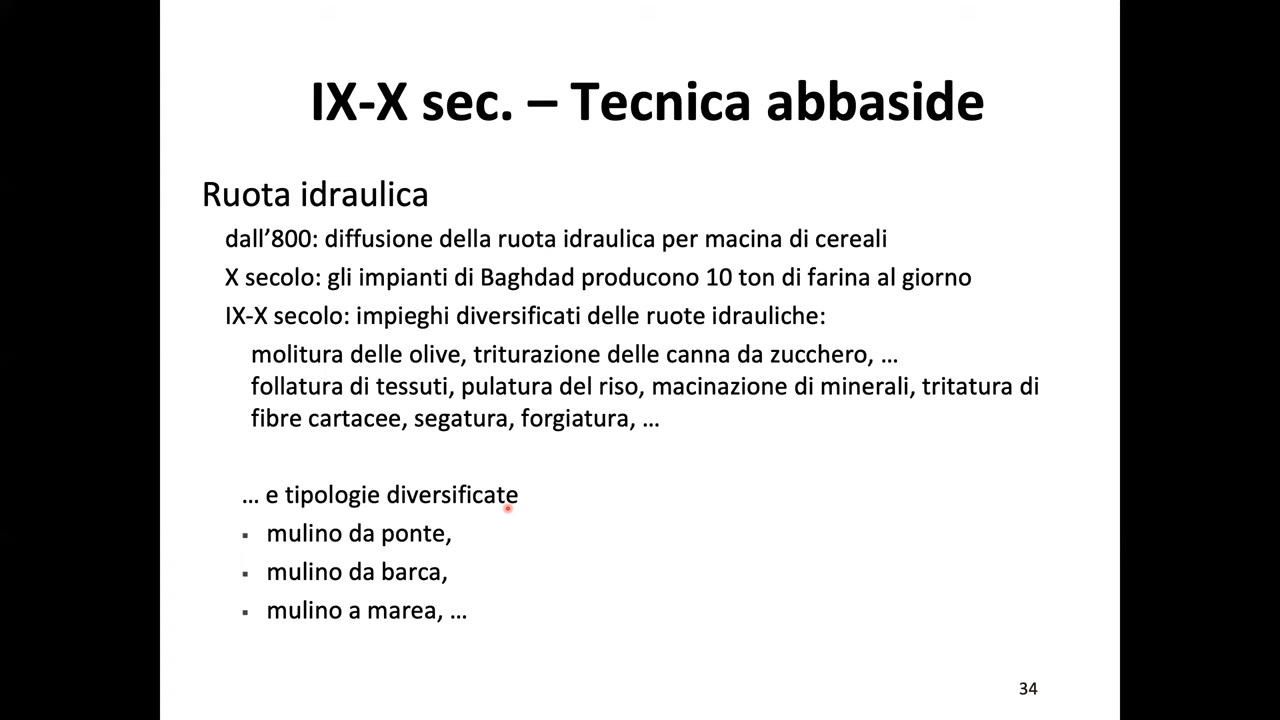 IX-X sec. – Tecnica abbaside
Ruota idraulica
dall’800: diffusione della ruota idraulica per macina di cereali
X secolo: gli impianti di Baghdad producono 10 ton di farina al giorno
IX-X secolo: impieghi diversificati delle ruote idrauliche:
molitura delle olive, triturazione delle canna da zucchero, …
follatura di tessuti, pulatura del riso, macinazione di minerali, tritatura di
fibre cartacee, segatura, forgiatura, …
… e tipologie diversificate
▪ mulino da ponte,
▪ mulino da barca,
▪ mulino a marea, …
34